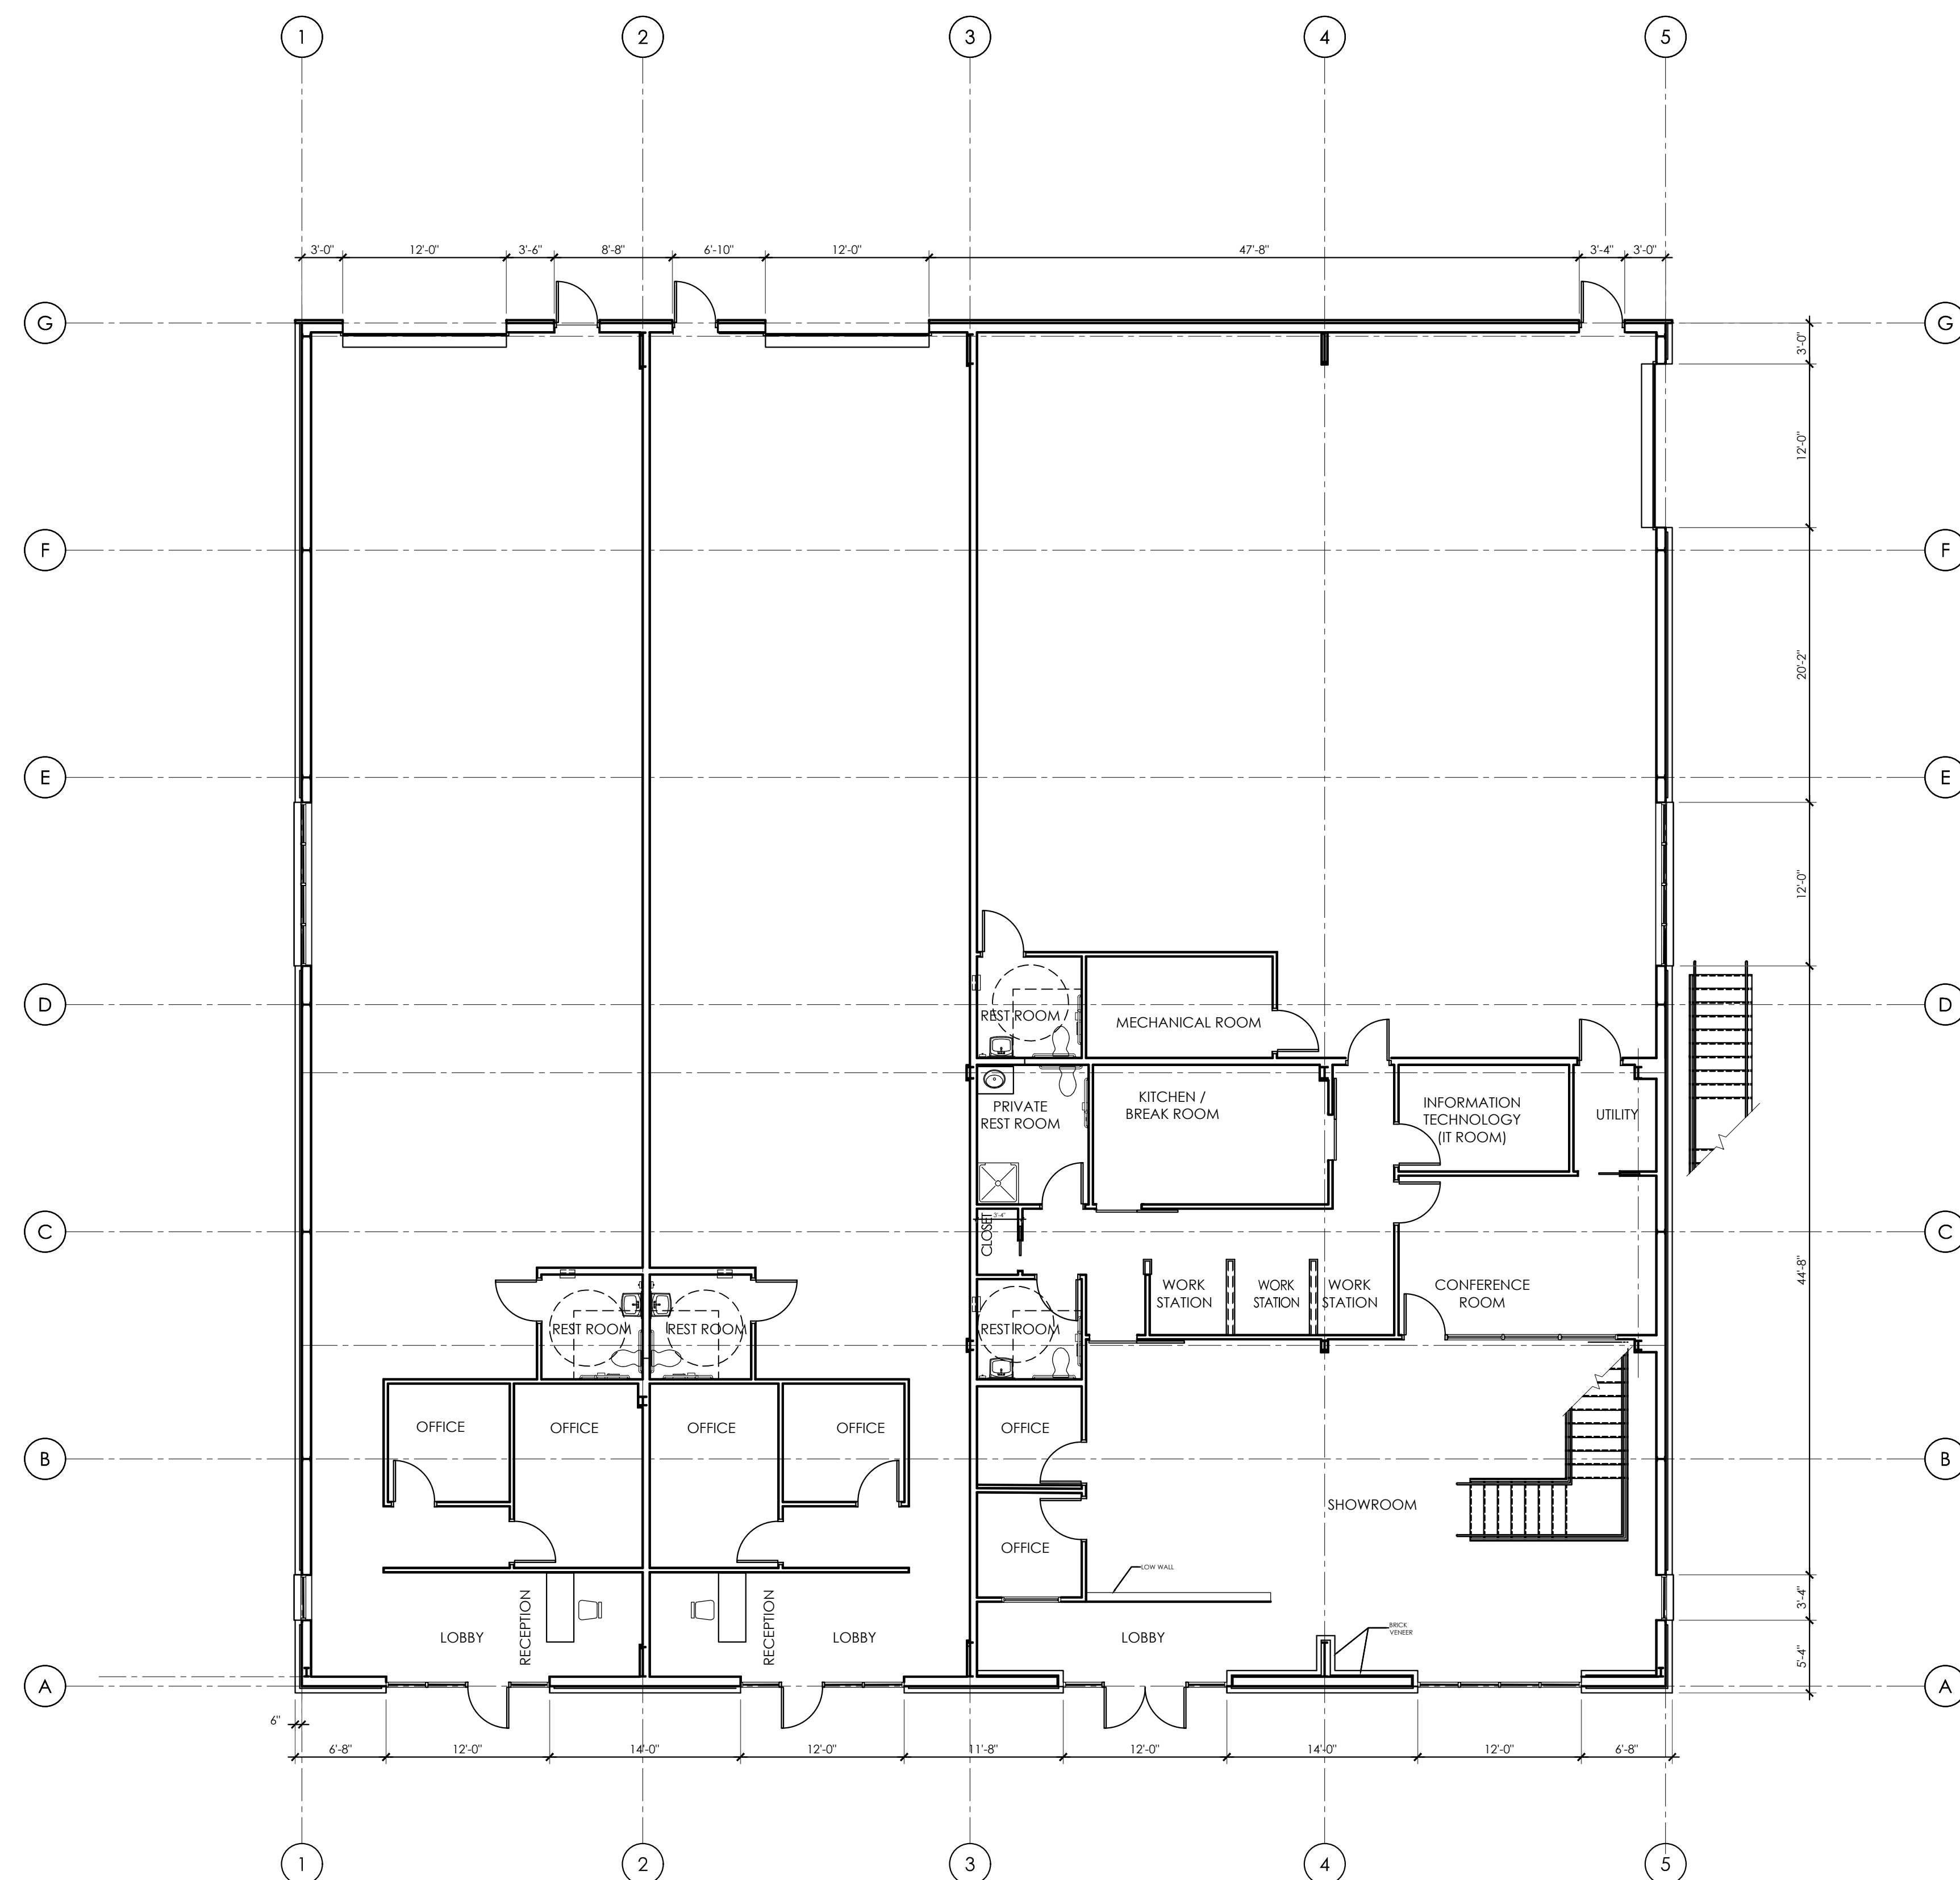 1 2 3 4 5
3'-0" 12'-0" 3'-6" 8'-8" 6'-10" 12'-0" 47'-8" 3'-4" 3'-0"
G G
3'-0"
12'-0"
F F
20'-2"
E E
12'-0"
D D
REST ROOM
MECHANICAL ROOM
PRIVATE
REST ROOM
KITCHEN /
BREAK ROOM
INFORMATION
TECHNOLOGY
(IT ROOM)
UTILITY
3'-4"
CLOSET
C C
44'-8"
WORK
STATION
WORK
STATION
WORK
STATION
CONFERENCE
ROOM
REST ROOM
REST ROOM
REST ROOM
OFFICE
OFFICE
OFFICE
OFFICE
OFFICE
B B
SHOWROOM
OFFICE
LOW WALL
RECEPTION
RECEPTION
3'-4"
LOBBY
LOBBY
LOBBY
BRICK
VENEER
5'-4"
A A
6"
6'-8" 12'-0" 14'-0" 12'-0" 11'-8" 12'-0" 14'-0" 12'-0" 6'-8"
1 2 3 4 5